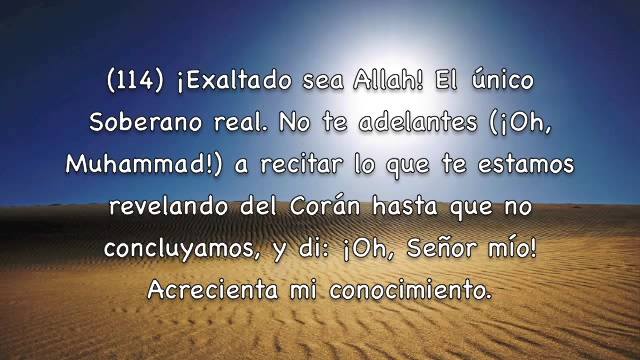 (114) ¡Exaltado sea Allah! El único
Soberano real. No te adelantes (¡Oh,
Muhammad!) a recitar lo que te estamos
revelando del Corán hasta que no
concluyamos, y di: ¡Oh, Señor mío!
Acrecienta mi conocimiento.